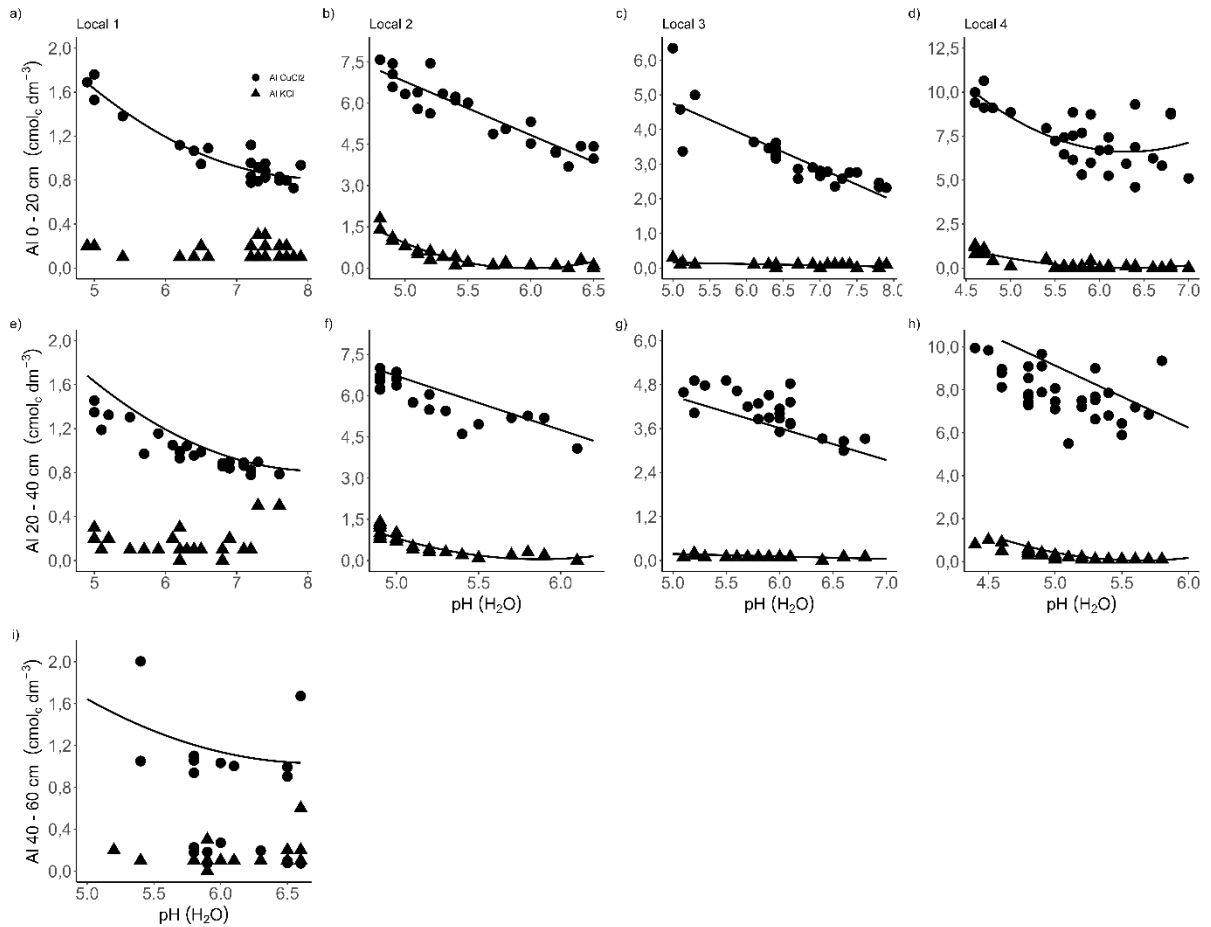 a) Local 1
b) Local 2
c) Local 3
d) Local 4
Al 0 - 20 cm (cmolc dm−3)
2,0
1,6
1,2
0,8
0,4
0,0
5 6 7 8
Al CuCl2
Al KCl
7,5
6,0
4,5
3,0
1,5
0,0
5.0 5.5 6.0 6.5
6,0
5,0
4,0
3,0
2,0
1,0
0,0
5.0 5.5 6.0 6.5 7.0 7.5 8.0
12,5
10,0
7,5
5,0
2,5
0,0
4.5 5.0 5.5 6.0 6.5 7.0
e)
f)
g)
h)
Al 20 - 40 cm (cmolc dm−3)
2,0
1,6
1,2
0,8
0,4
0,0
5 6 7 8
7,5
6,0
4,5
3,0
1,5
0,0
5.0 5.5 6.0
pH (H2O)
6,0
4,8
3,6
2,4
1,2
0,0
5.0 5.5 6.0 6.5 7.0
pH (H2O)
10,0
8,0
6,0
4,0
2,0
0,0
4.5 5.0 5.5 6.0
pH (H2O)
i)
Al 40 - 60 cm (cmolc dm−3)
2,0
1,6
1,2
0,8
0,4
0,0
5.0 5.5 6.0 6.5
pH (H2O)